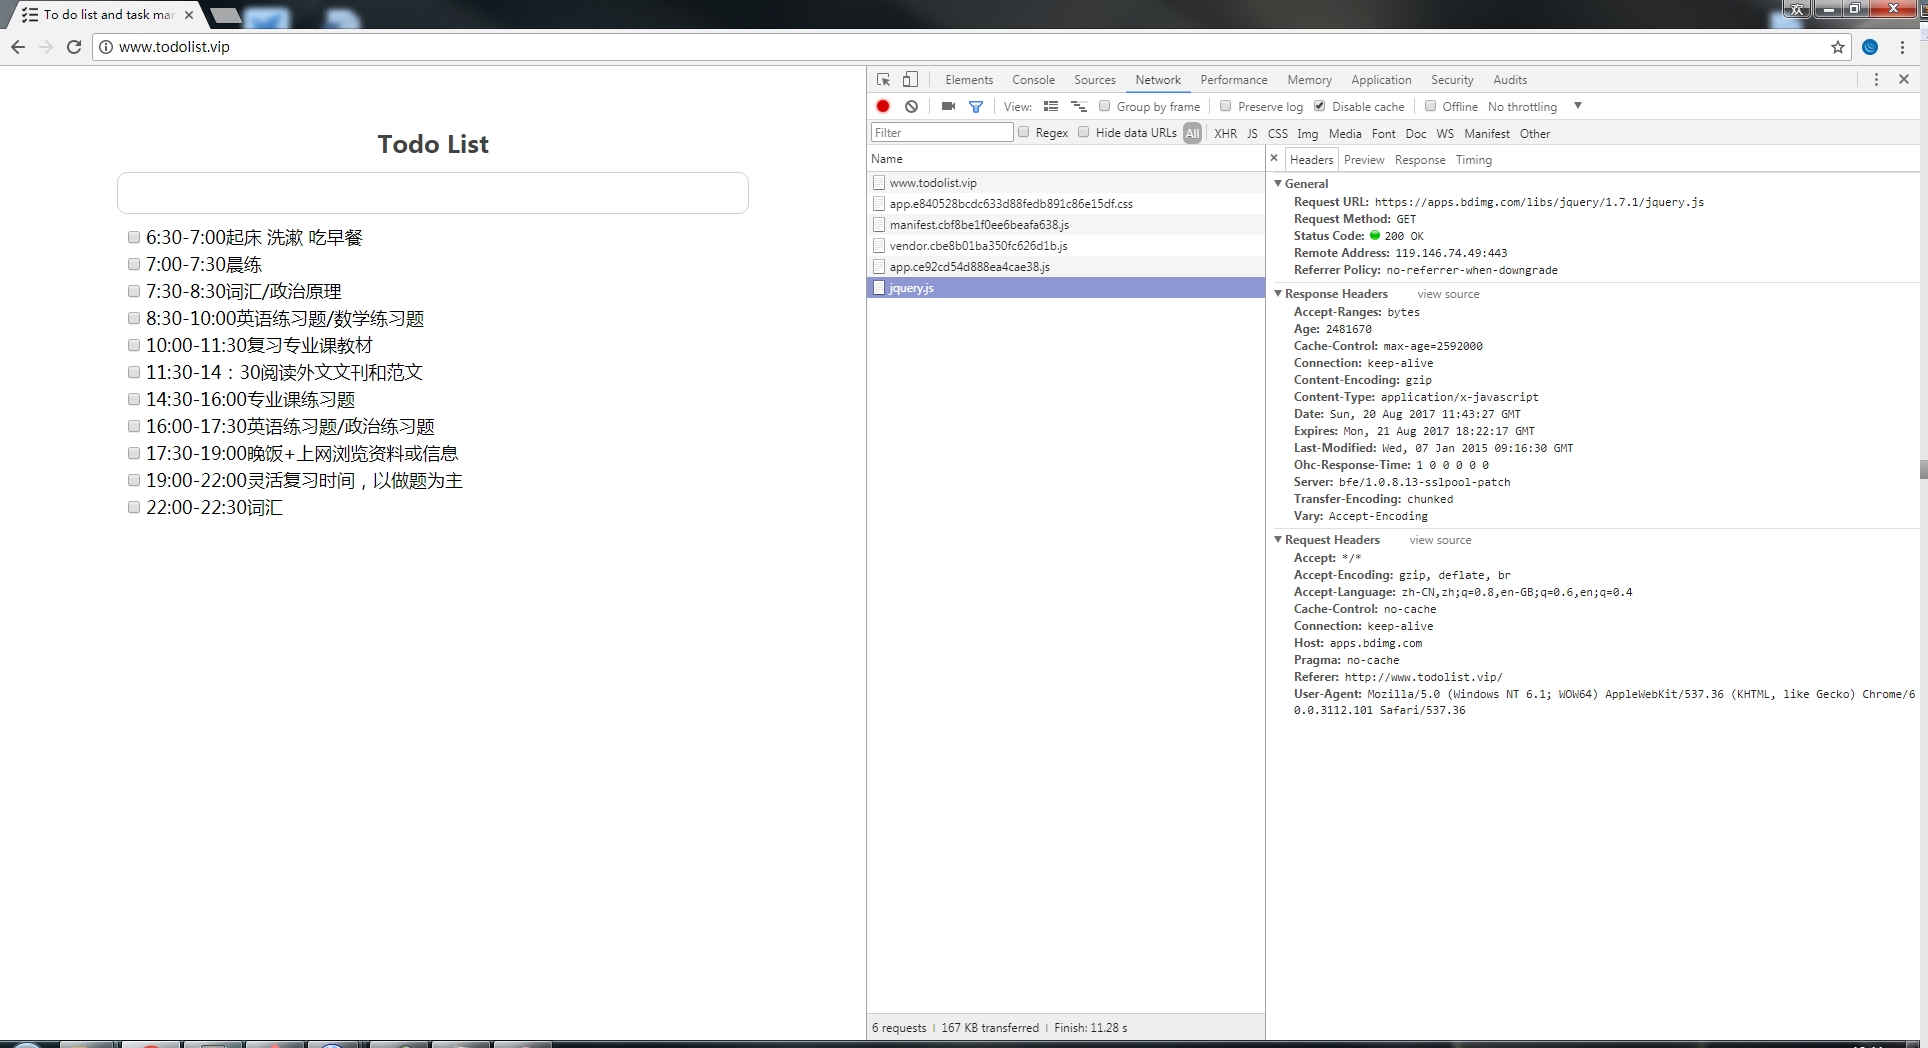 To do list and task mar
欢
www.todolist.vip
Todo List
6:30-7:00起床 洗漱 吃早餐
7:00-7:30晨练
7:30-8:30词汇/政治原理
8:30-10:00英语练习题/数学练习题
10:00-11:30复习专业课教材
11:30-14：30阅读外文文刊和范文
14:30-16:00专业课练习题
16:00-17:30英语练习题/政治练习题
17:30-19:00晚饭+上网浏览资料或信息
19:00-22:00灵活复习时间，以做题为主
22:00-22:30词汇
Elements Console Sources Network Performance Memory Application Security Audits
View: Group by frame Preserve log Disable cache Offline No throttling
Filter Regex Hide data URLs All XHR JS CSS Img Media Font Doc WS Manifest Other
Name
www.todolist.vip
app.e840528bcdc633d88fedb891c86e15df.css
manifest.cbf8be1f0ee6beafa638.js
vendor.cbe8b01ba350fc626d1b.js
app.ce92cd54d888ea4cae38.js
jquery.js
6 requests | 167 KB transferred | Finish: 11.28 s
Headers Preview Response Timing
General
Request URL: https://apps.bdimg.com/libs/jquery/1.7.1/jquery.js
Request Method: GET
Status Code: 200 OK
Remote Address: 119.146.74.49:443
Referrer Policy: no-referrer-when-downgrade
Response Headers view source
Accept-Ranges: bytes
Age: 2481670
Cache-Control: max-age=2592000
Connection: keep-alive
Content-Encoding: gzip
Content-Type: application/x-javascript
Date: Sun, 20 Aug 2017 11:43:27 GMT
Expires: Mon, 21 Aug 2017 18:22:17 GMT
Last-Modified: Wed, 07 Jan 2015 09:16:30 GMT
Ohc-Response-Time: 1 0 0 0 0 0
Server: bfe/1.0.8.13-sslpool-patch
Transfer-Encoding: chunked
Vary: Accept-Encoding
Request Headers view source
Accept: */*
Accept-Encoding: gzip, deflate, br
Accept-Language: zh-CN,zh;q=0.8,en-GB;q=0.6,en;q=0.4
Cache-Control: no-cache
Connection: keep-alive
Host: apps.bdimg.com
Pragma: no-cache
Referer: http://www.todolist.vip/
User-Agent: Mozilla/5.0 (Windows NT 6.1; WOW64) AppleWebKit/537.36 (KHTML, like Gecko) Chrome/6
0.0.3112.101 Safari/537.36